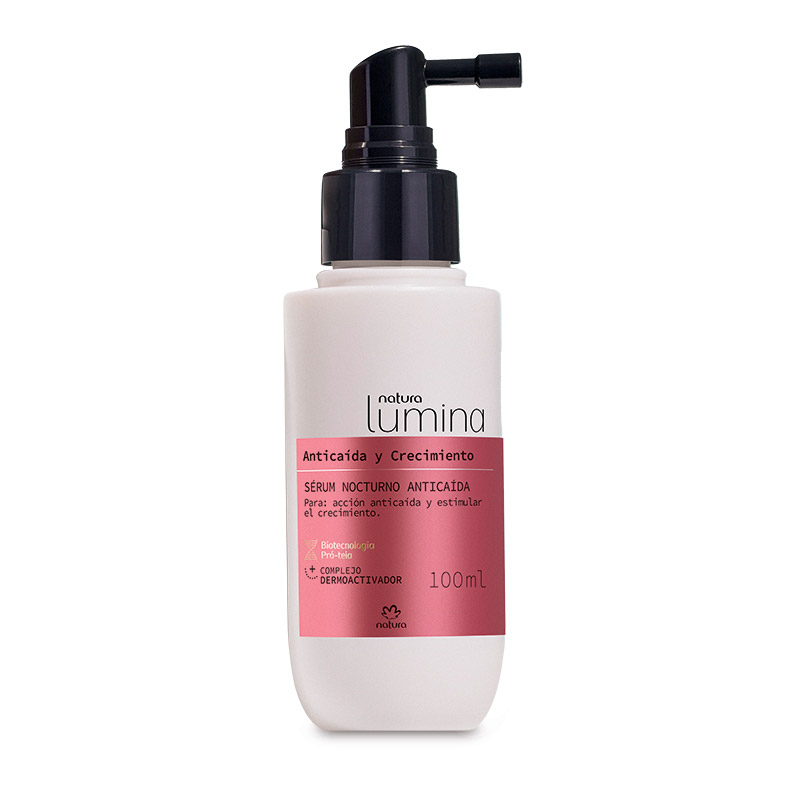 natura
lumina
Anticaída y Crecimiento
SÉRUM NOCTURNO ANTICAÍDA
Para: acción anticaída y estimular
el crecimiento.
Biotecnología
Pró-teia
+ COMPLEJO
DERMOACTIVADOR
100ml
natura